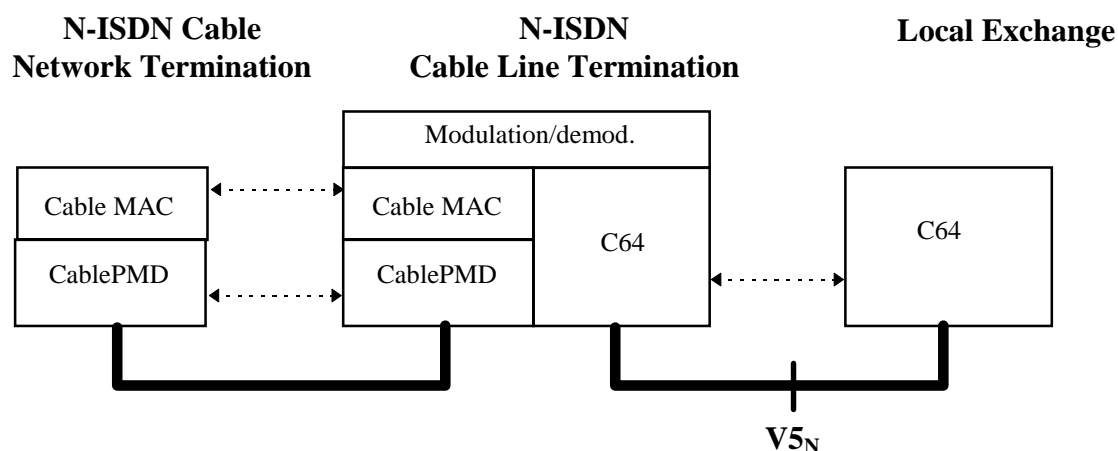 N-ISDN Cable
Network Termination
N-ISDN
Cable Line Termination
Local Exchange
Modulation/demod.
Cable MAC
Cable MAC
C64
C64
CablePMD
CablePMD
V5N